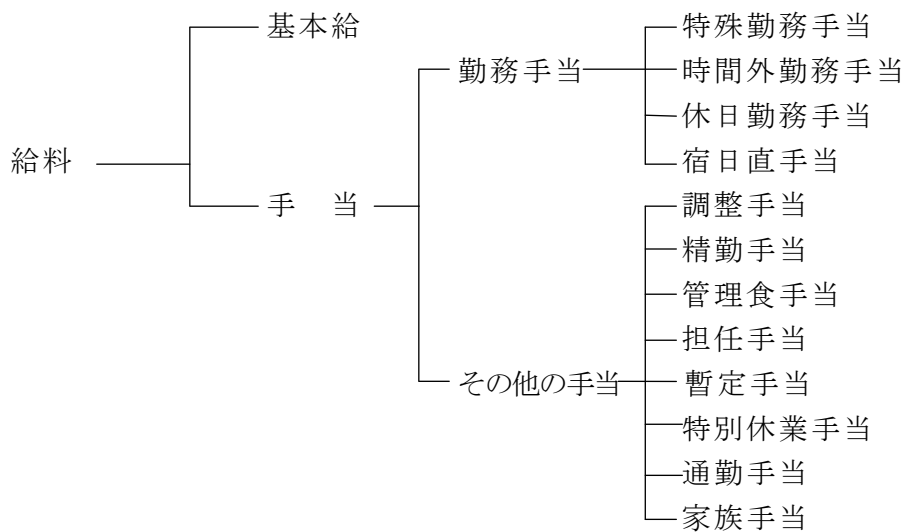 基本給
特殊勤務手当
勤務手当
時間外勤務手当
休日勤務手当
給料
宿日直手当
手　当
調整手当
精勤手当
管理食手当
担任手当
その他の手当
暫定手当
特別休業手当
通勤手当
家族手当